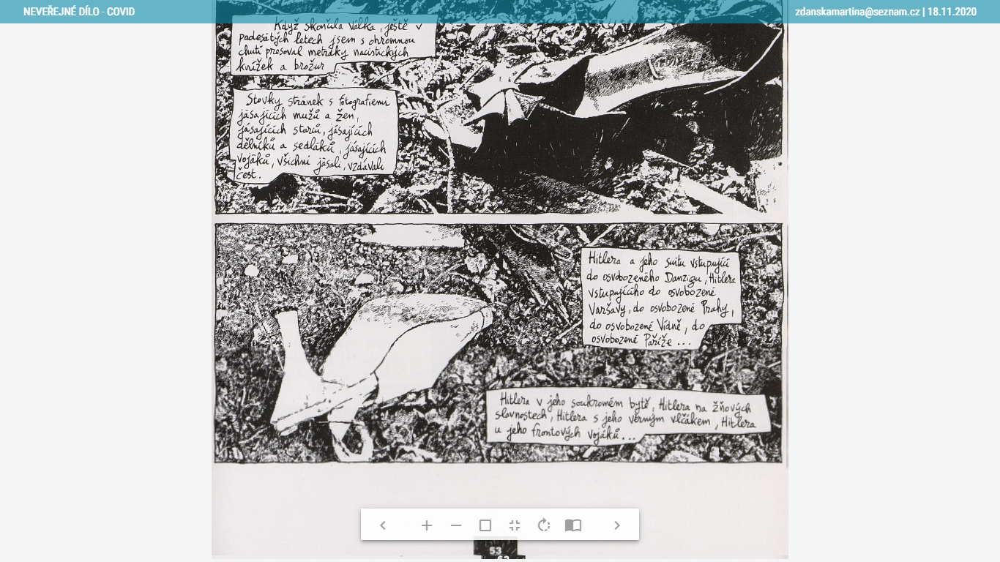 NEVEŘEJNÉ DÍLO - COVID
zdanskamartina@seznam.cz | 18.11.2020
Když skončila válka, ještě v
padesátých letech jsem s ohromnou
chutí presoval metráky nacistických
knížek a brožur
Stovky stránek s fotografiemi
jásajících mužů a žen,
jásajících starců, jásajících
dělníků a sedláků, jásajících
vojáků, všichni jásali, vzdávali
čest.
Hitlera a jeho suitu vstupující
do osvobozeného Danzigu, Hitlera
vstupujícího do osvobozené
Varšavy, do osvobozené Prahy,
do osvobozené Vídně, do
osvobozené Paříže ...
Hitlera v jeho soukromém bytě, Hitlera na žňových
slavnostech, Hitlera s jeho věrným vlčákem, Hitlera
u jeho frontových vojáků...
53